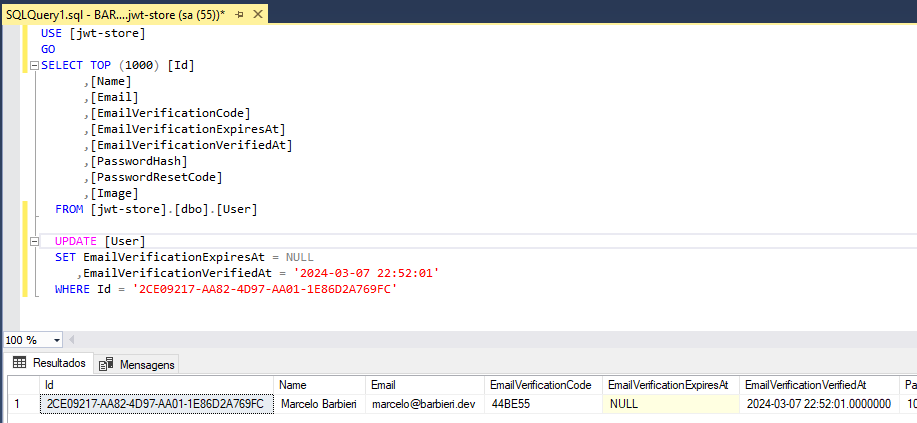 SQLQuery1.sql - BAR....jwt-store (sa (55))*
USE [jwt-store]
GO
SELECT TOP (1000) [Id]
,[Name]
,[Email]
,[EmailVerificationCode]
,[EmailVerificationExpiresAt]
,[EmailVerificationVerifiedAt]
,[PasswordHash]
,[PasswordResetCode]
,[Image]
FROM [jwt-store].[dbo].[User]
UPDATE [User]
SET EmailVerificationExpiresAt = NULL
,EmailVerificationVerifiedAt = '2024-03-07 22:52:01'
WHERE Id = '2CE09217-AA82-4D97-AA01-1E86D2A769FC'
100 %
Resultados Mensagens
Id Name Email EmailVerificationCode EmailVerificationExpiresAt EmailVerificationVerifiedAt Pa
1 2CE09217-AA82-4D97-AA01-1E86D2A769FC Marcelo Barbieri marcelo@barbieri.dev 44BE55 NULL 2024-03-07 22:52:01.0000000 10